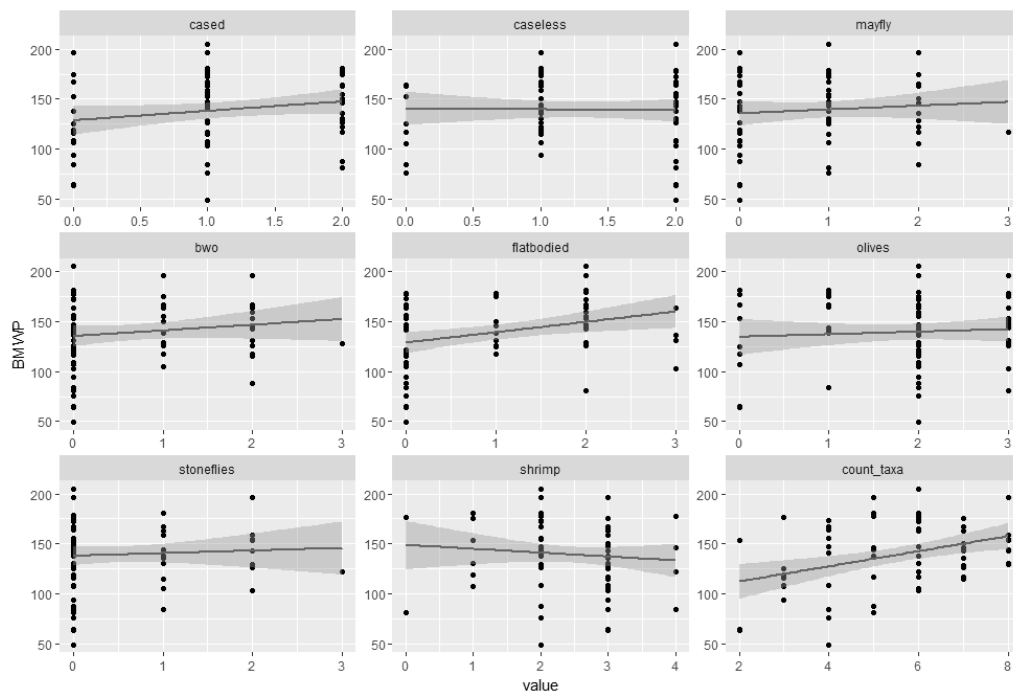 cased caseless mayfly
200 -
150 -
100 -
50 -
0.0 0.5 1.0 1.5 2.0 0.0 0.5 1.0 1.5 2.0 0 1 2 3
bwo flatbodied olives
200 -
150 -
100 -
50 -
0 1 2 3 0 1 2 3 0 1 2 3
BMWP
stoneflies shrimp count_taxa
200 -
150 -
100 -
50 -
0 1 2 3 0 1 2 3 4 2 4 6 8
value